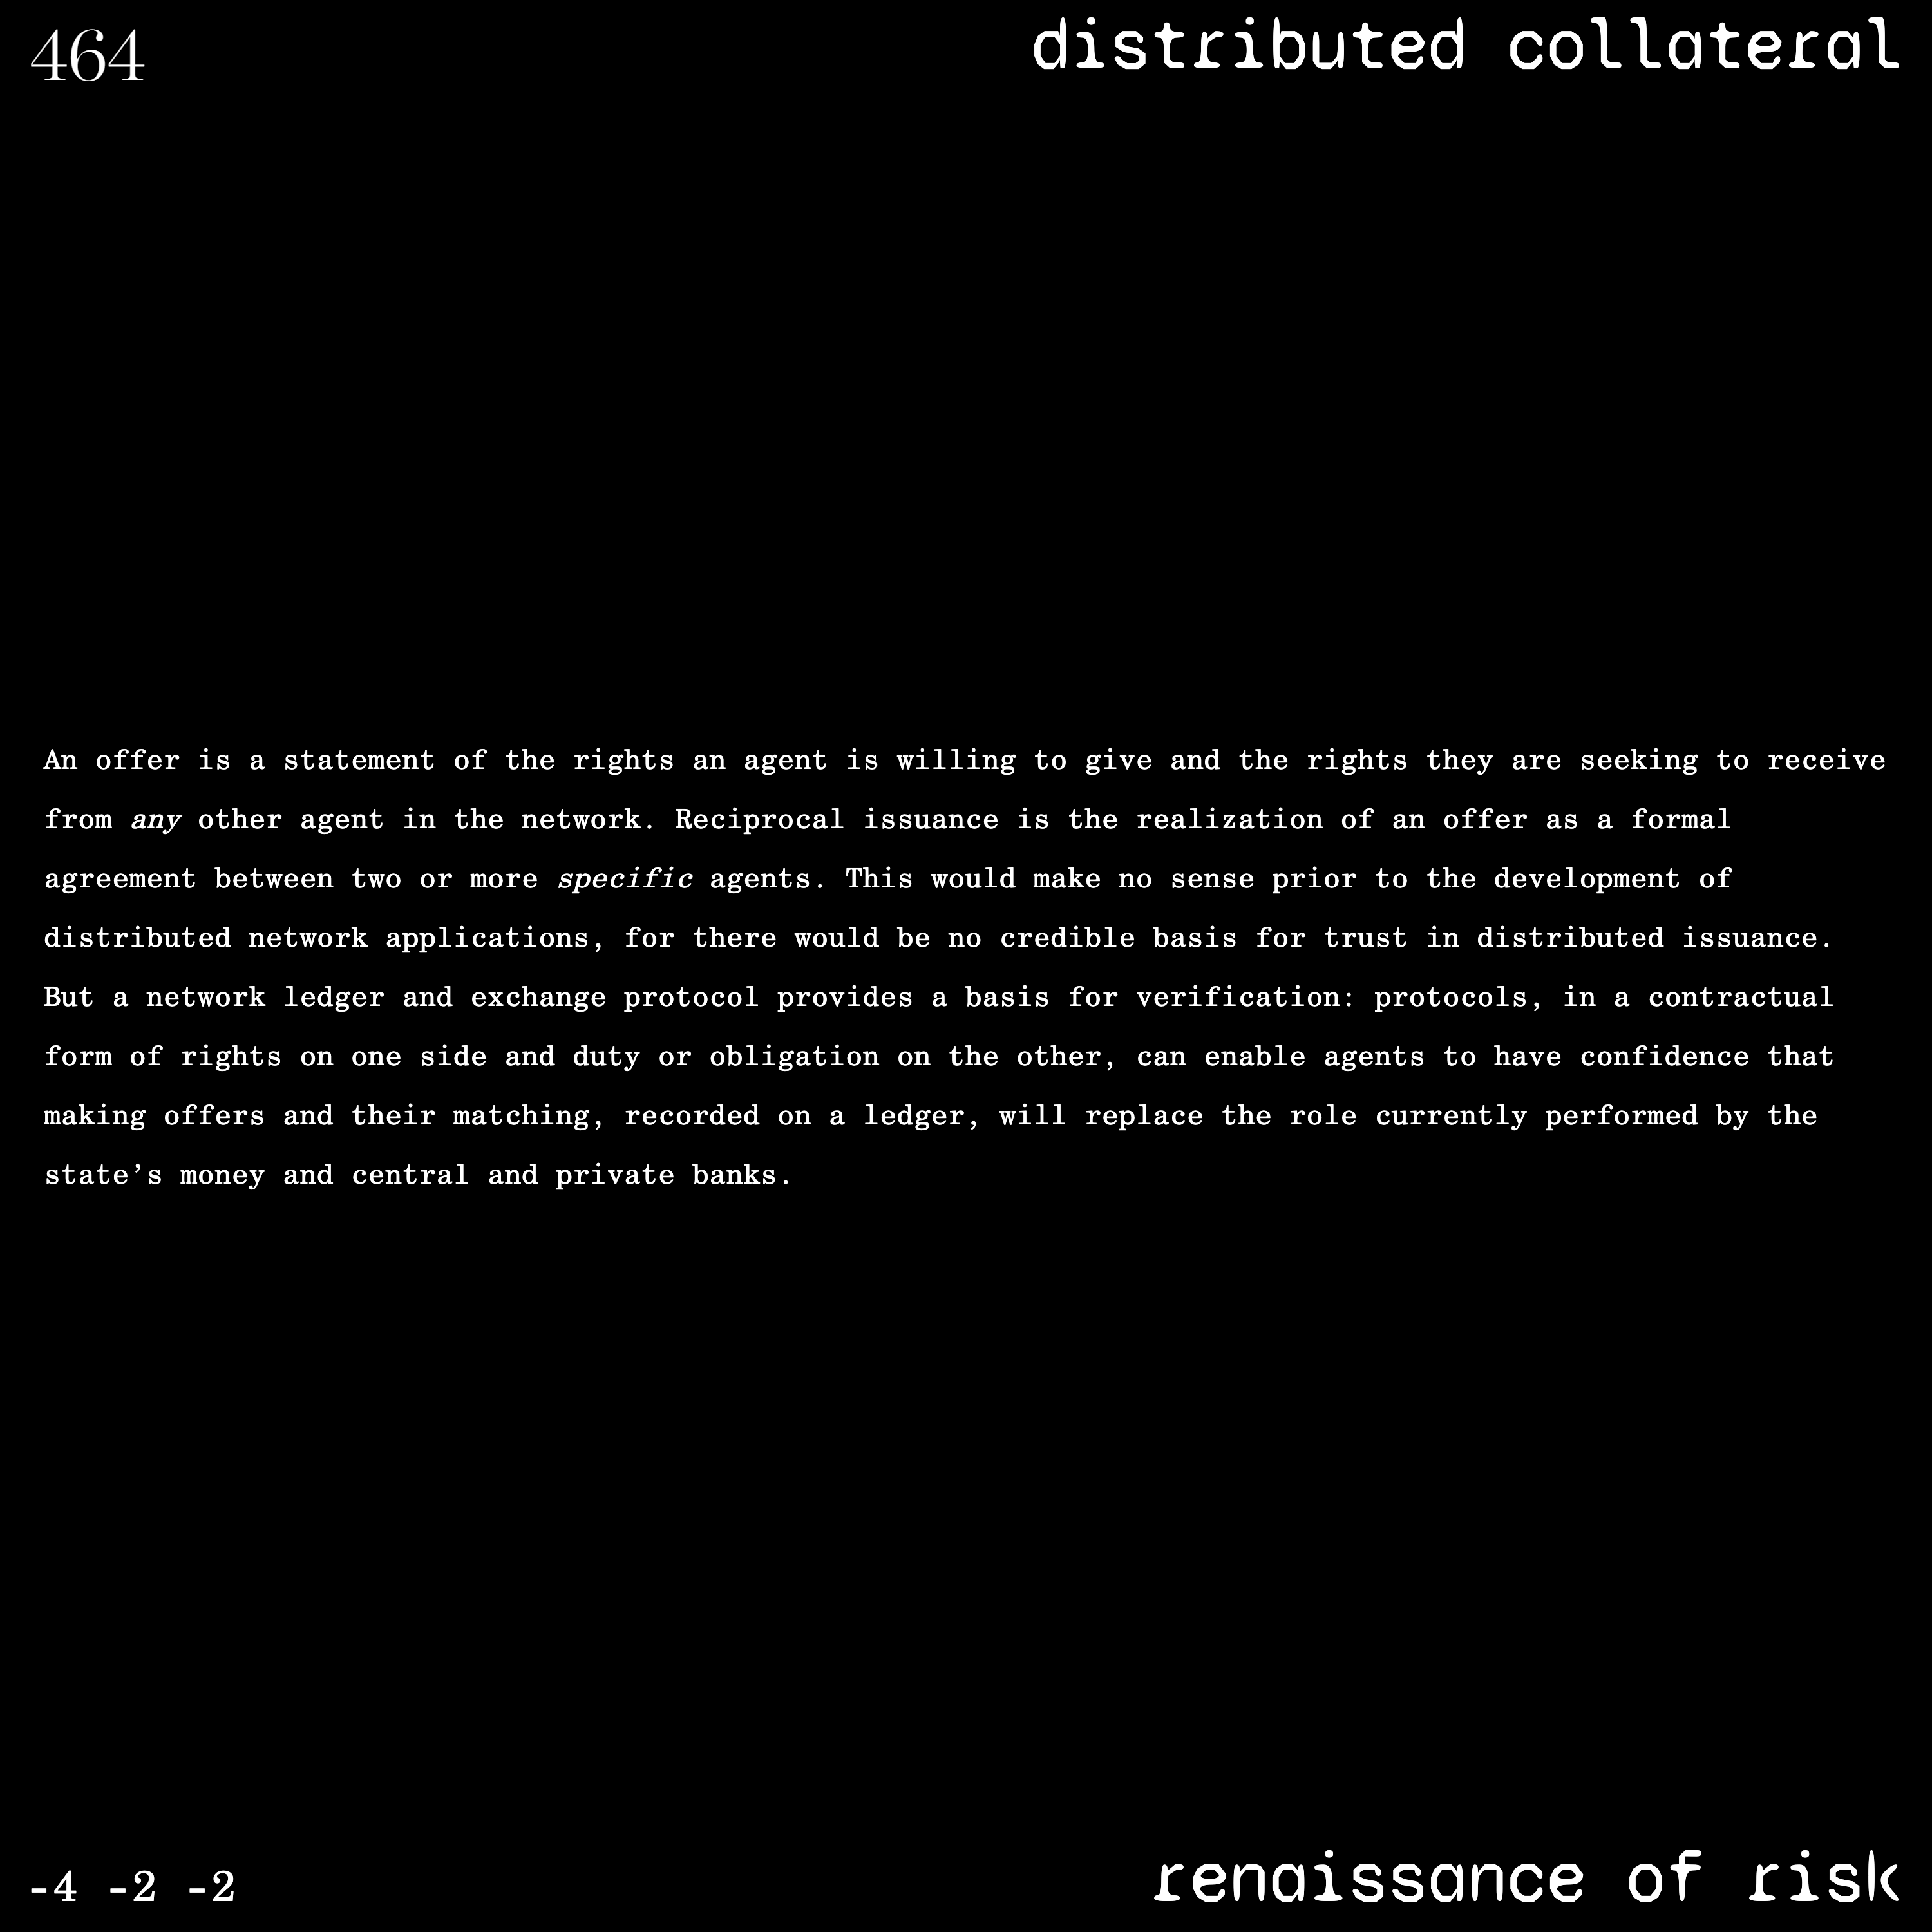 464
distributed collateral
An offer is a statement of the rights an agent is willing to give and the rights they are seeking to receive
from any other agent in the network. Reciprocal issuance is the realization of an offer as a formal
agreement between two or more specific agents. This would make no sense prior to the development of
distributed network applications, for there would be no credible basis for trust in distributed issuance.
But a network ledger and exchange protocol provides a basis for verification: protocols, in a contractual
form of rights on one side and duty or obligation on the other, can enable agents to have confidence that
making offers and their matching, recorded on a ledger, will replace the role currently performed by the
state’s money and central and private banks.
-4 -2 -2
renaissance of risk